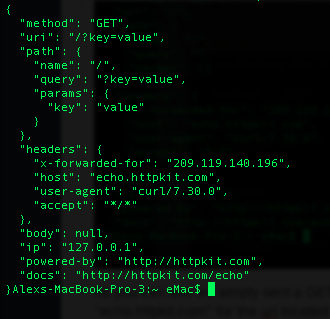 {
  "method": "GET",
  "uri": "/?key=value",
  "path": {
    "name": "/",
    "query": "?key=value",
    "params": {
      "key": "value"
    }
  },
  "headers": {
    "x-forwarded-for": "209.119.140.196",
    "host": "echo.httpkit.com",
    "user-agent": "curl/7.30.0",
    "accept": "*/*"
  },
  "body": null,
  "ip": "127.0.0.1",
  "powered-by": "http://httpkit.com",
  "docs": "http://httpkit.com/echo"
}Alexs-MacBook-Pro-3:~ eMac$